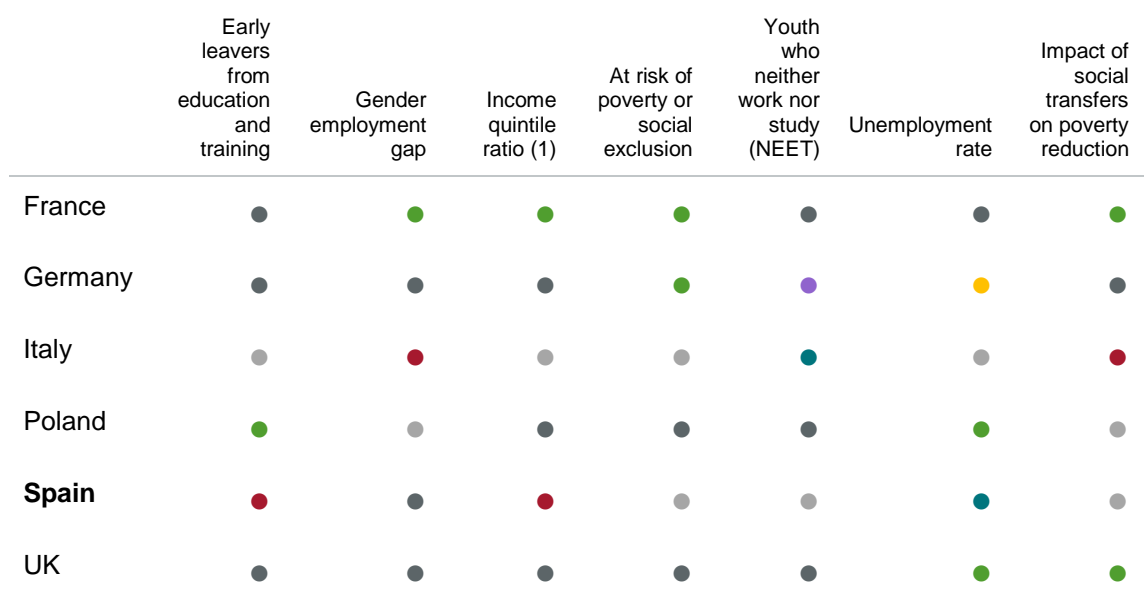 Early
leavers
from
education
and
training
Gender
employment
gap
Income
quintile
ratio (1)
At risk of
poverty or
social
exclusion
Youth
who
neither
work nor
study
(NEET)
Unemployment
rate
Impact of
social
transfers
on poverty
reduction
France
Germany
Italy
Poland
Spain
UK